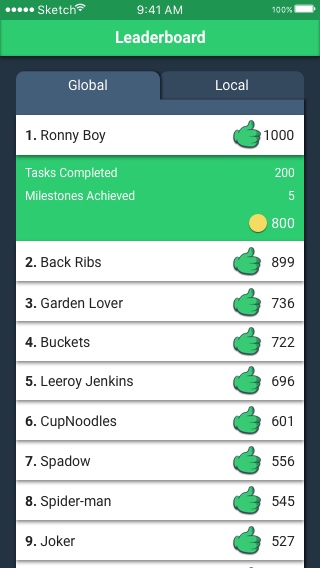 Sketch 9:41 AM 100%
Leaderboard
Global Local
1. Ronny Boy 1000
Tasks Completed 200
Milestones Achieved 5
800
2. Back Ribs 899
3. Garden Lover 736
4. Buckets 722
5. Leeroy Jenkins 696
6. CupNoodles 601
7. Spadow 556
8. Spider-man 545
9. Joker 527